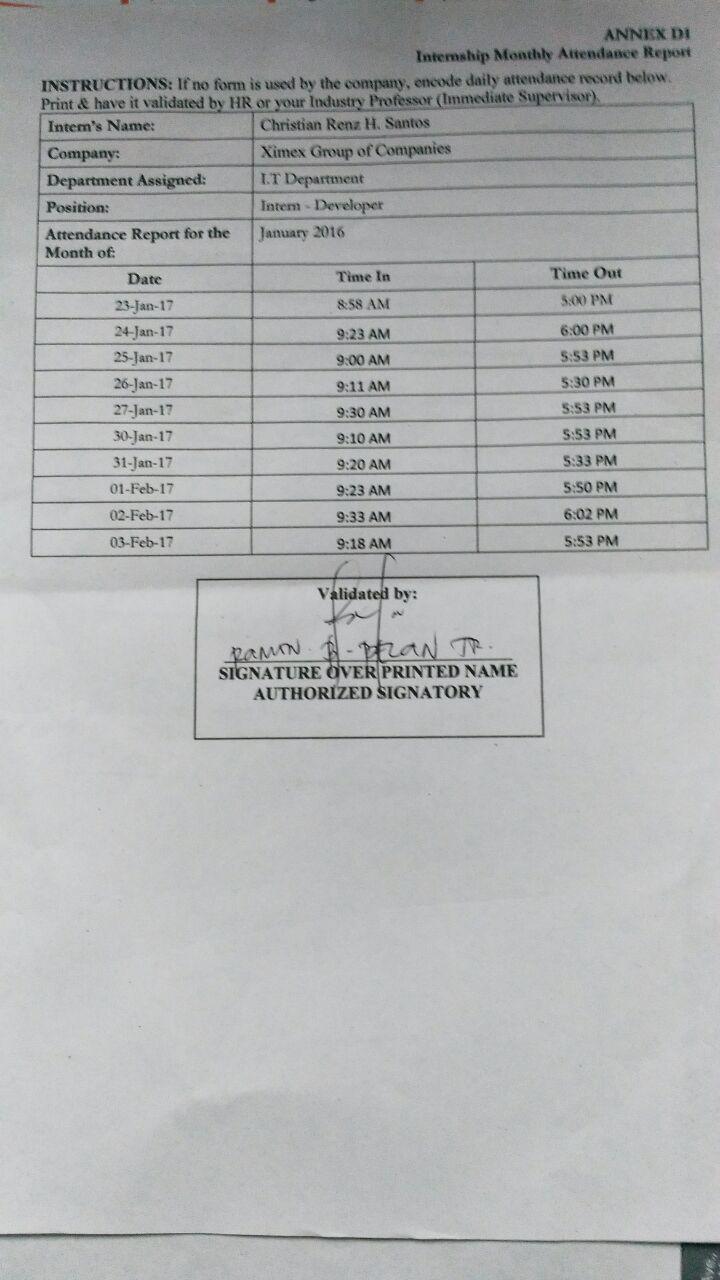 ANNEX D1
Internship Monthly Attendance Report
INSTRUCTIONS: If no form is used by the company, encode daily attendance record below.
Print & have it validated by HR or your Industry Professor (Immediate Supervisor).
Intern's Name: Christian Renz H. Santos
Company: Ximex Group of Companies
Department Assigned: I.T Department
Position: Intern - Developer
Attendance Report for the January 2016
Month of:
Date Time In Time Out
23-Jan-17 8:58 AM 5:00 PM
24-Jan-17 9:23 AM 6:00 PM
25-Jan-17 9:00 AM 5:53 PM
26-Jan-17 9:11 AM 5:30 PM
27-Jan-17 9:30 AM 5:53 PM
30-Jan-17 9:10 AM 5:53 PM
31-Jan-17 9:20 AM 5:33 PM
01-Feb-17 9:23 AM 5:50 PM
02-Feb-17 9:33 AM 6:02 PM
03-Feb-17 9:18 AM 5:53 PM
Validated by:
RAMON JR.
SIGNATURE OVER PRINTED NAME
AUTHORIZED SIGNATORY